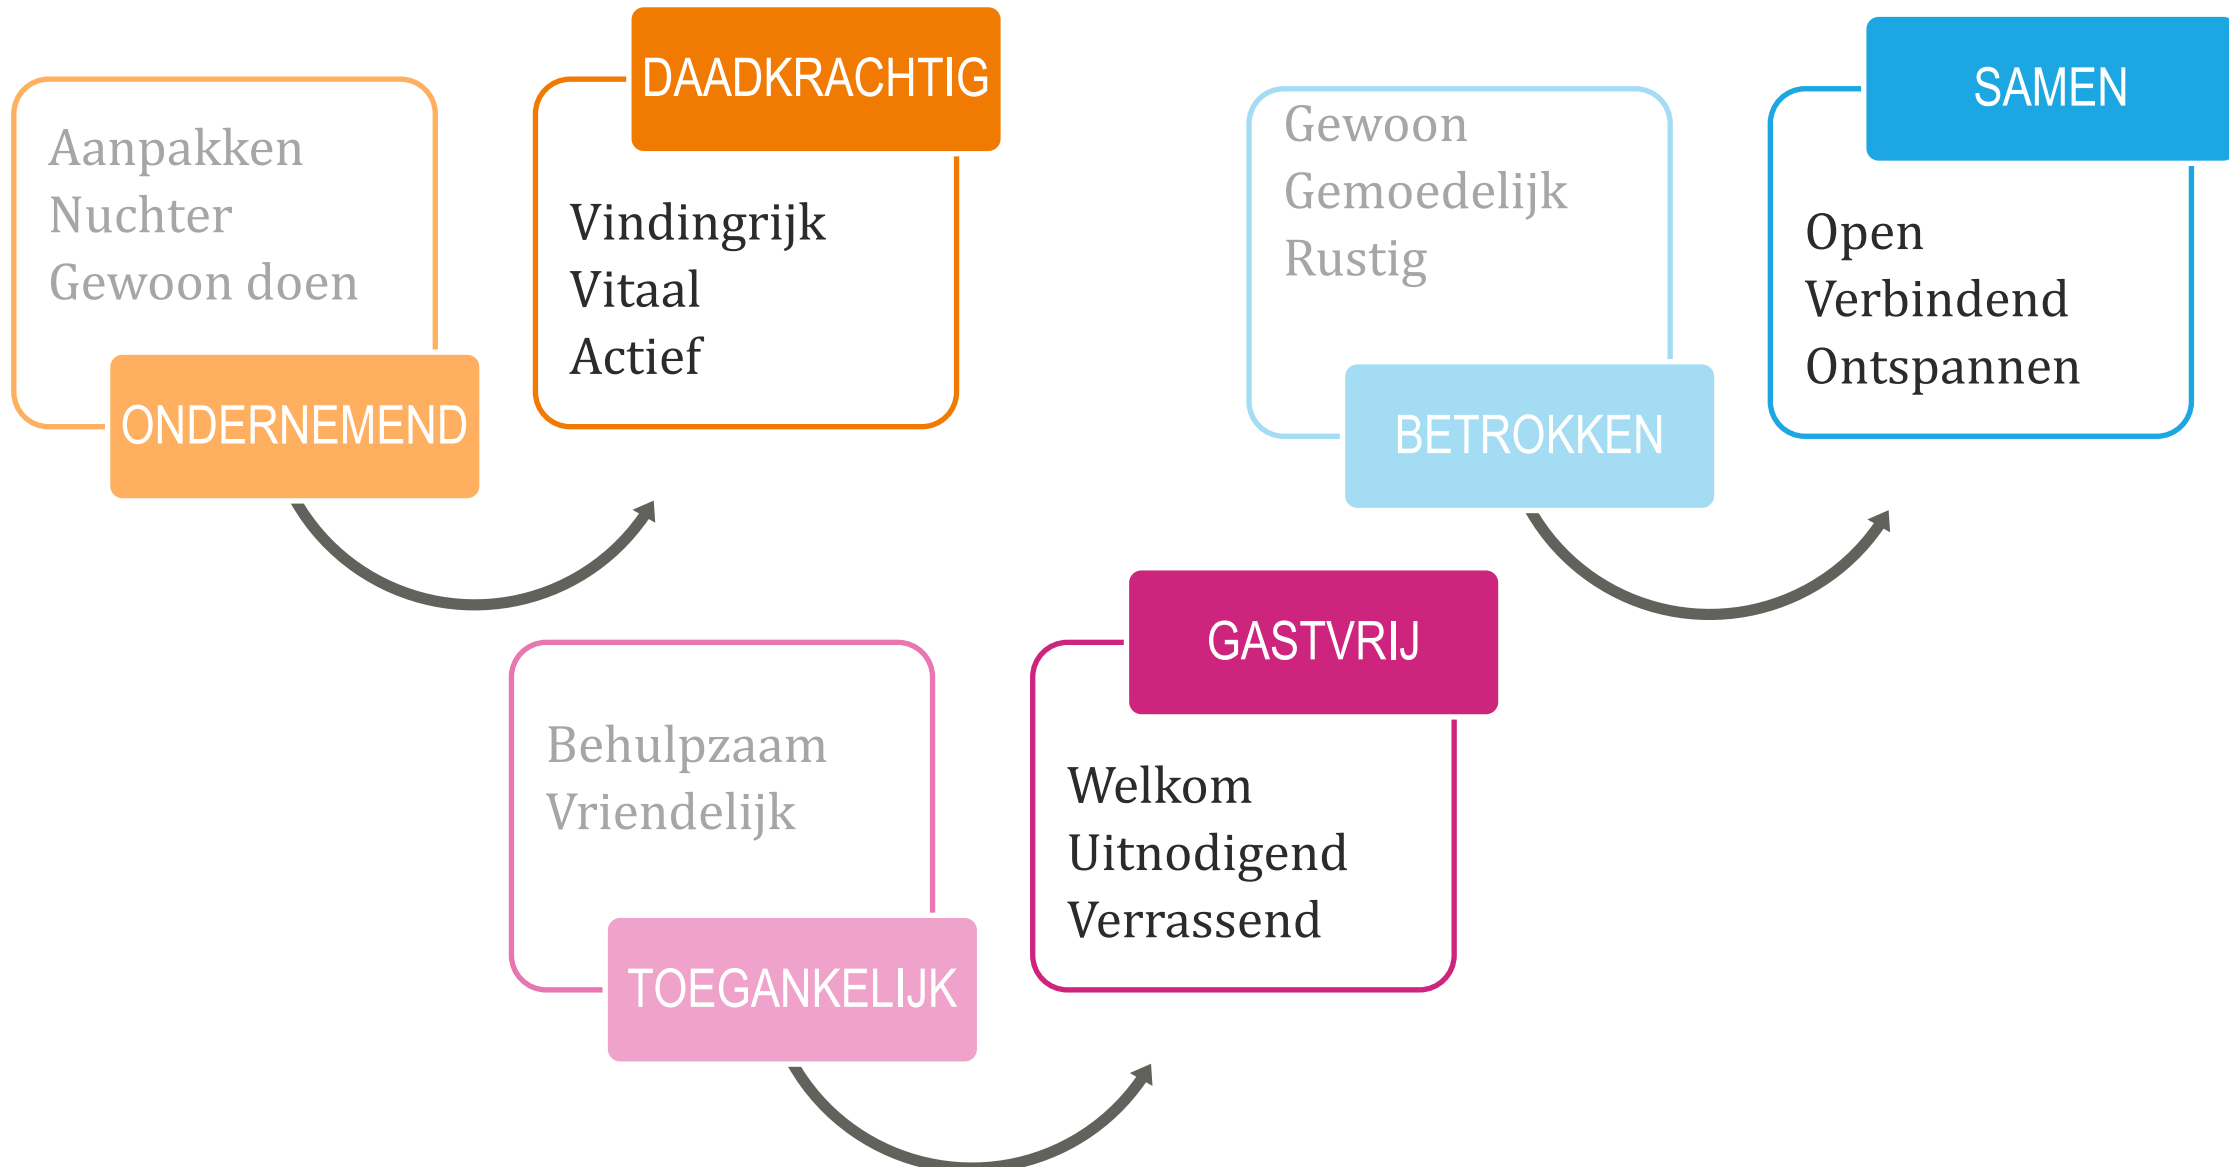 Aanpakken
Nuchter
Gewoon doen
ONDERNEMEND
DAADKRACHTIG
Vindingrijk
Vitaal
Actief
Gewoon
Gemoedelijk
Rustig
BETROKKEN
SAMEN
Open
Verbindend
Ontspannen
Behulpzaam
Vriendelijk
TOEGANKELIJK
GASTVRIJ
Welkom
Uitnodigend
Verrassend